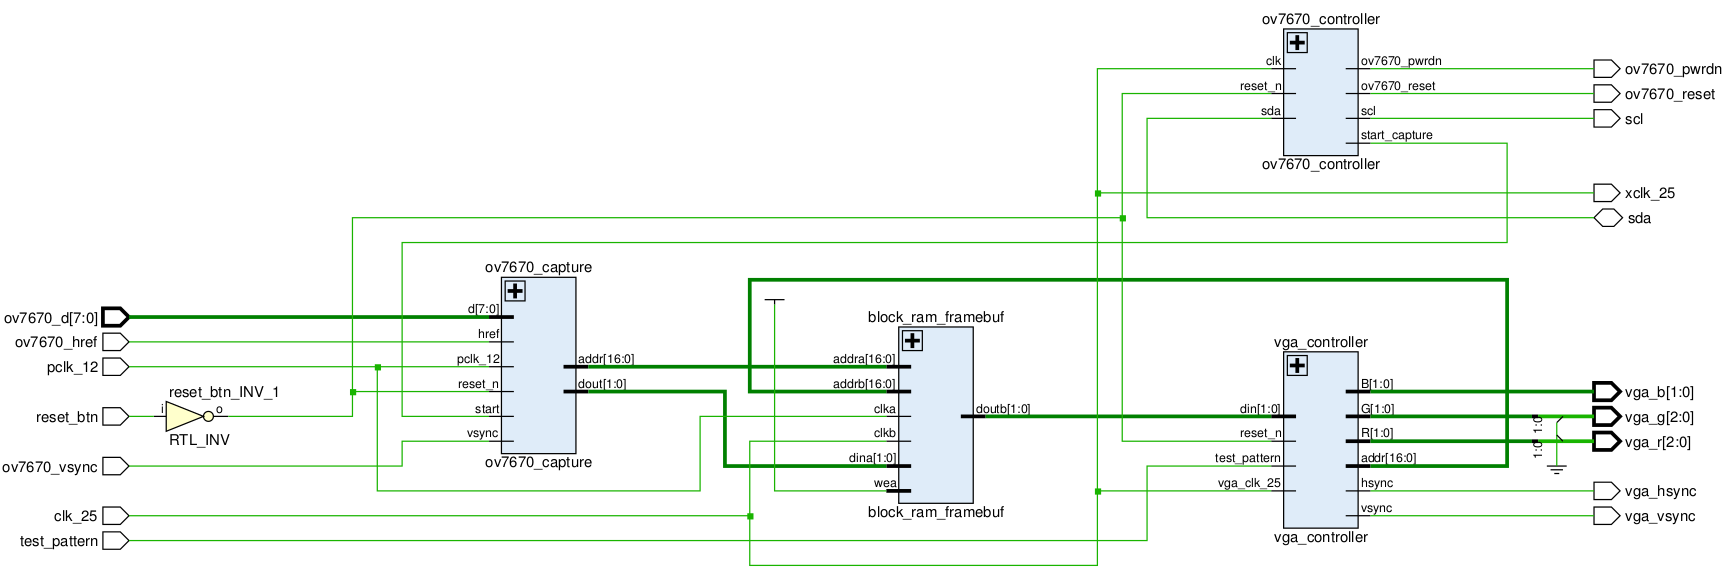 ov7670_controller
clk
ov7670_pwrdn
ov7670_pwrdn
reset_n
ov7670_reset
ov7670_reset
sda
scl
scl
start_capture
ov7670_controller
xclk_25
sda
ov7670_capture
ov7670_d[7:0]
d[7:0]
ov7670_href
href
pclk_12
pclk_12
addr[16:0]
reset_btn_INV_1
reset_n
dout[1:0]
reset_btn
i
o
start
RTL_INV
vsync
ov7670_vsync
ov7670_capture
block_ram_framebuf
addra[16:0]
addrb[16:0]
clka
doutb[1:0]
clkb
dina[1:0]
wea
block_ram_framebuf
vga_controller
B[1:0]
vga_b[1:0]
din[1:0]
G[1:0]
1:0
vga_g[2:0]
reset_n
R[1:0]
1:0
vga_r[2:0]
test_pattern
addr[16:0]
vga_clk_25
hsync
vga_hsync
vsync
vga_vsync
vga_controller
clk_25
test_pattern